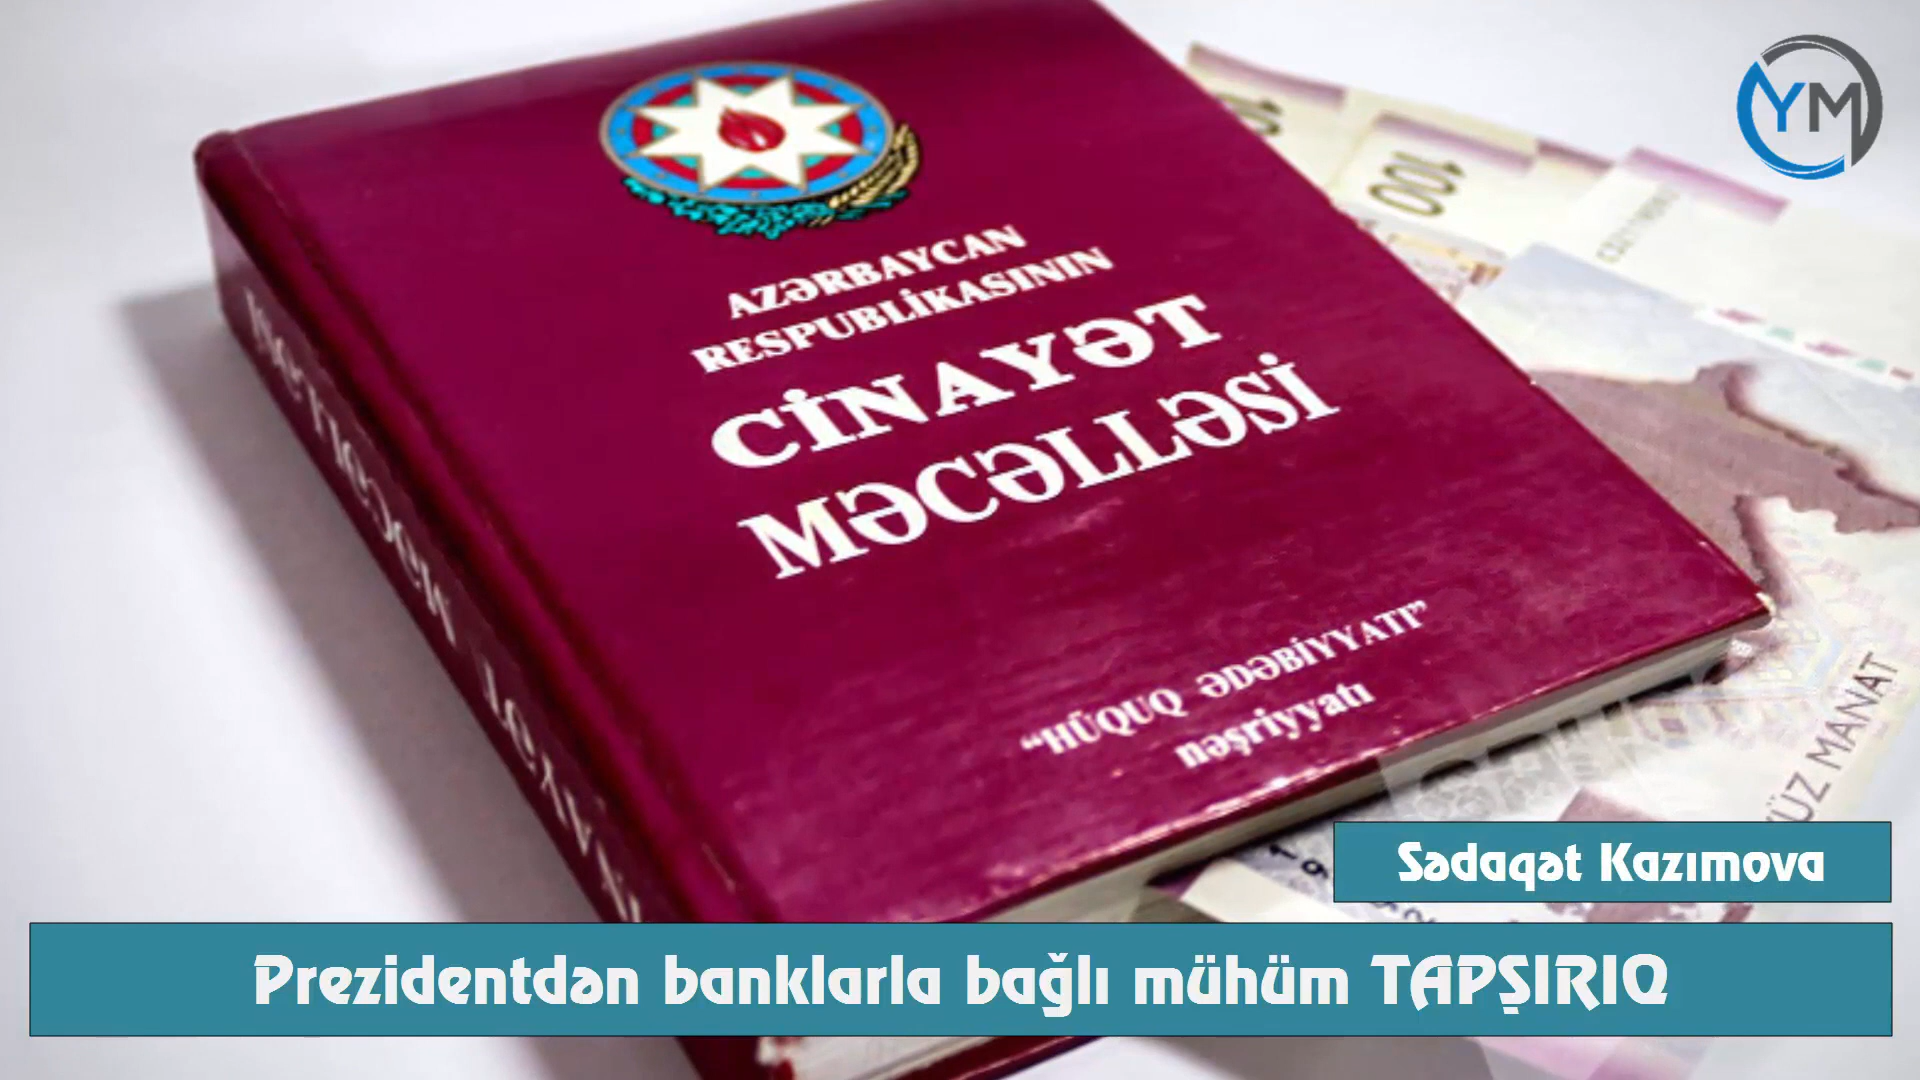 YM
AZƏRBAYCAN
RESPUBLİKASININ
CİNAYƏT
MƏCƏLLƏSİ
"HÜQUQ ƏDƏBİYYATI"
nəşriyyatı
100
YÜZ MANAT
Sədaqət Kazımova
Prezidentdən banklarla bağlı mühüm TAPŞIRIQ